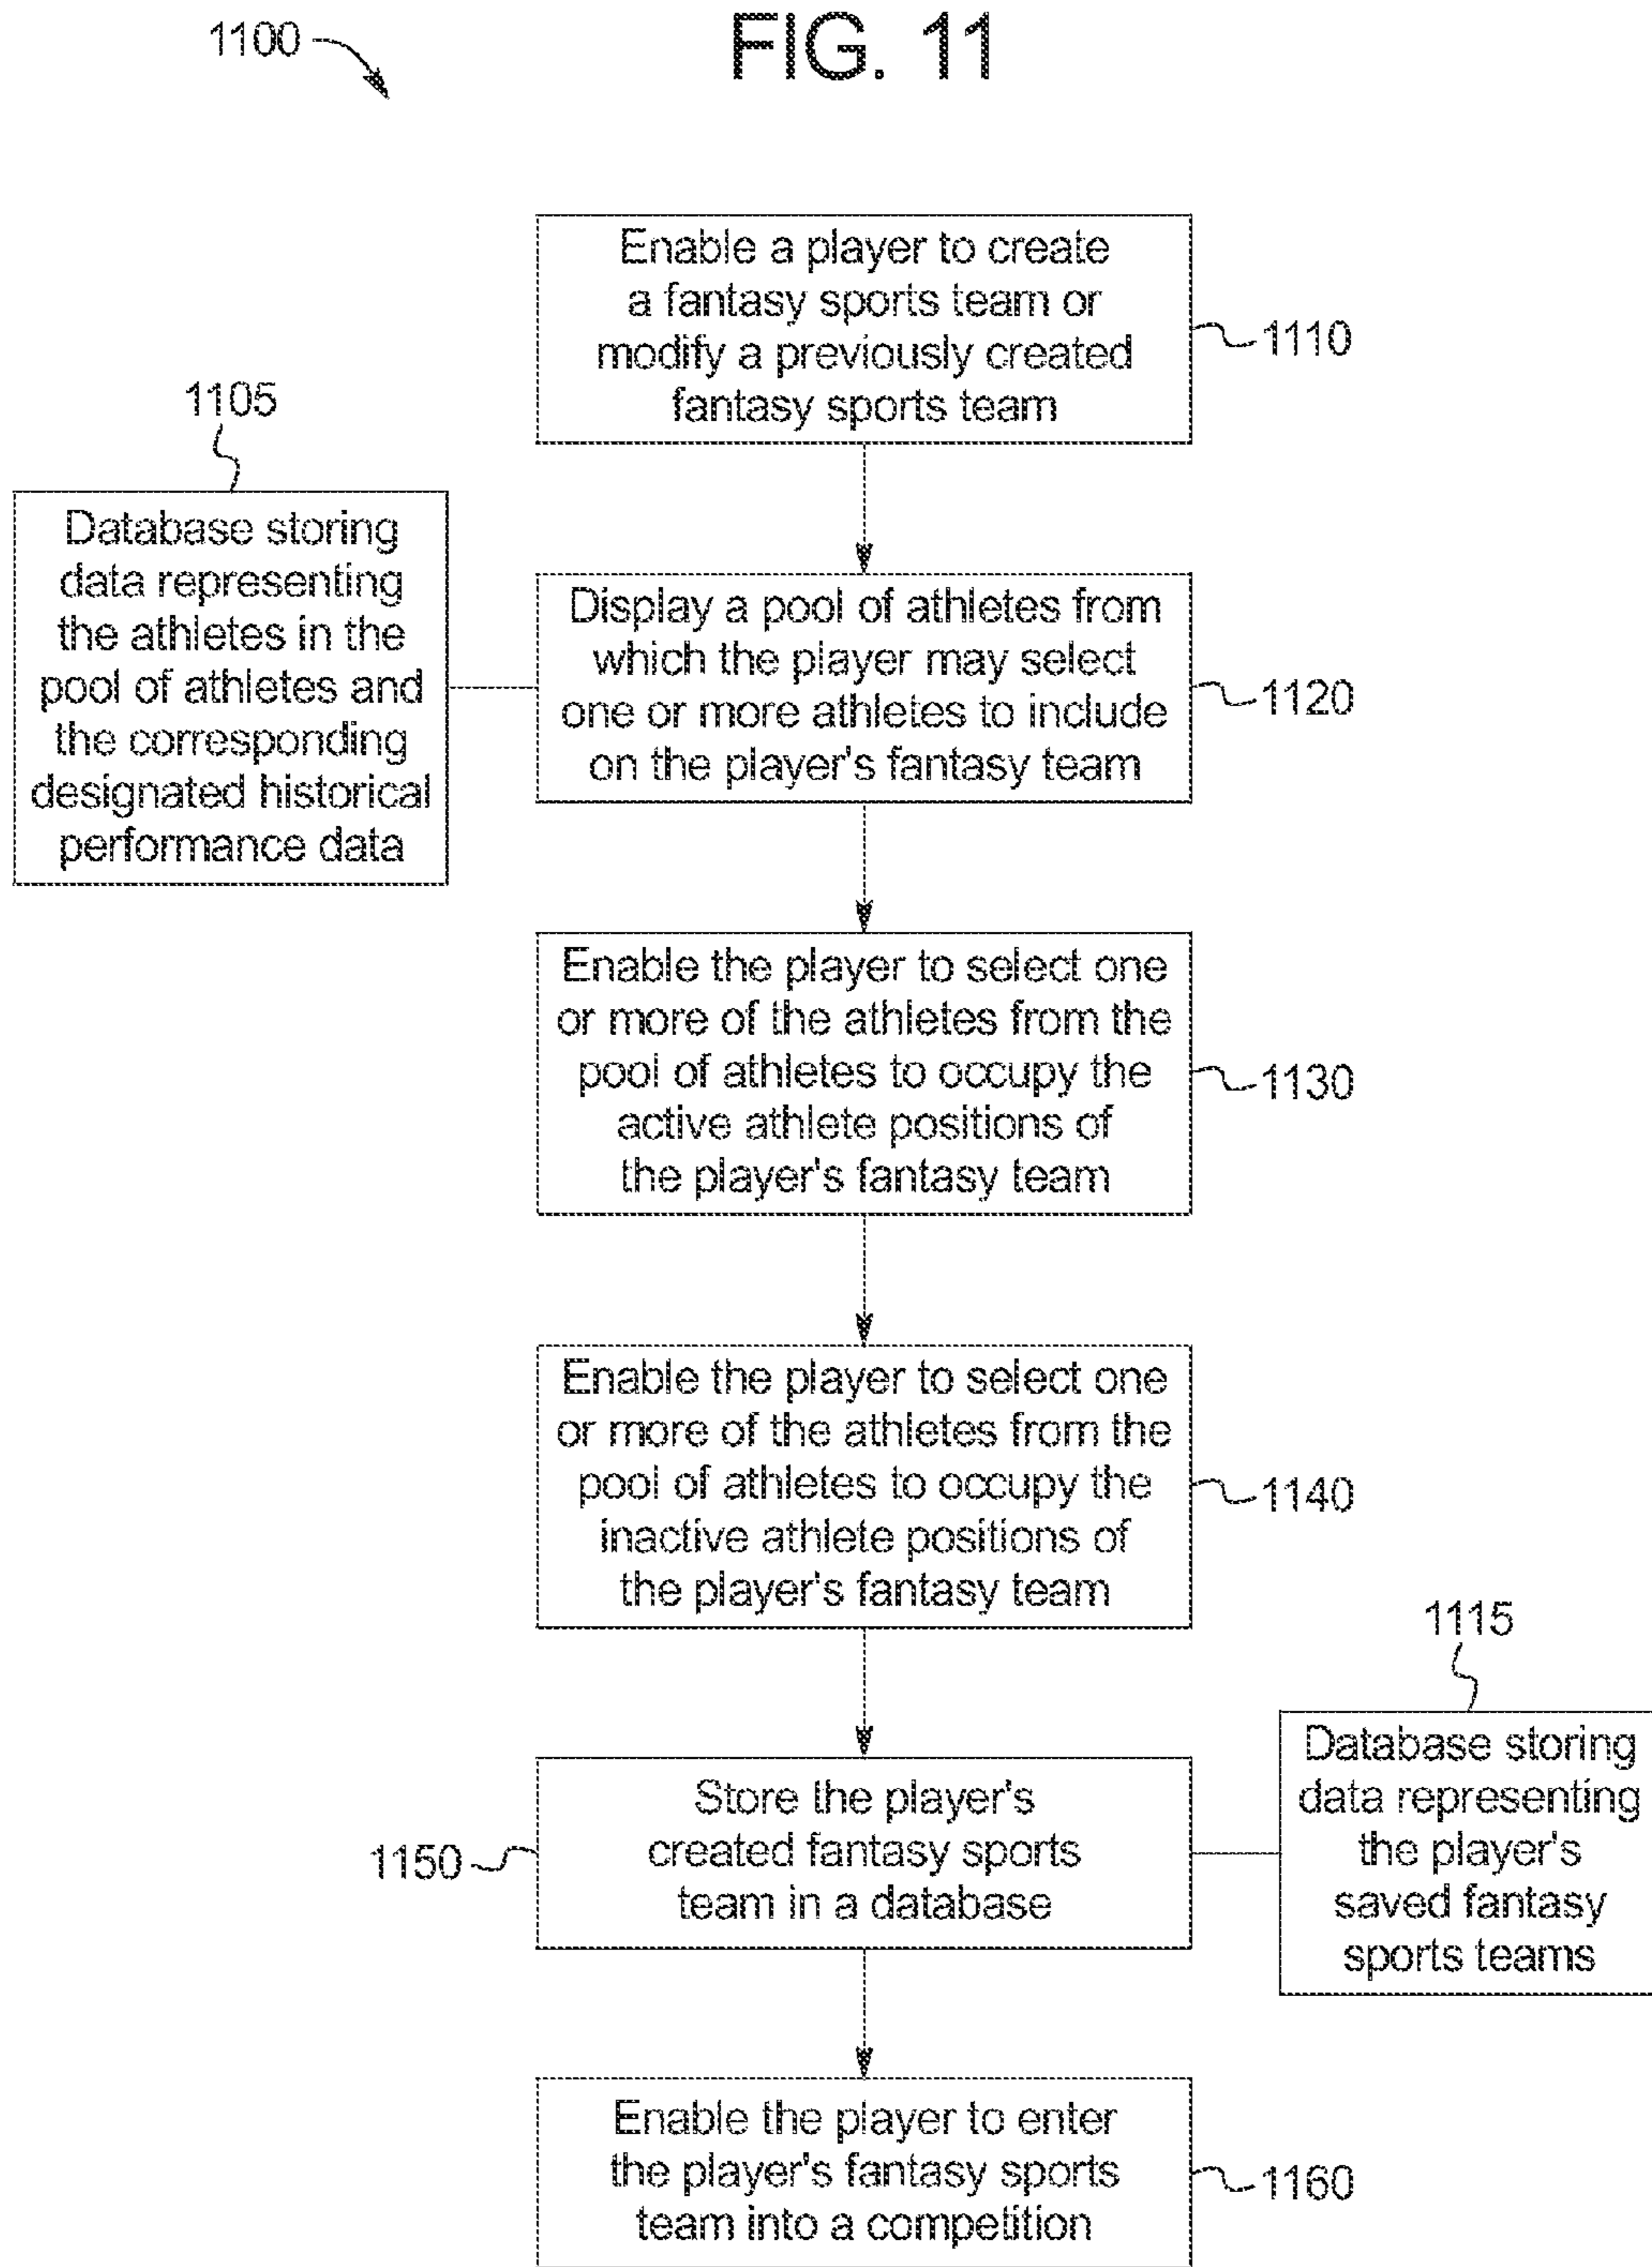 FIG. 11
1100
Enable a player to create
a fantasy sports team or
modify a previously created
fantasy sports team
1110
1105
Database storing
data representing
the athletes in the
pool of athletes and
the corresponding
designated historical
performance data
Display a pool of athletes from
which the player may select
one or more athletes to include
on the player's fantasy team
1120
Enable the player to select one
or more of the athletes from the
pool of athletes to occupy the
active athlete positions of
the player's fantasy team
1130
Enable the player to select one
or more of the athletes from the
pool of athletes to occupy the
inactive athlete positions of
the player's fantasy team
1140
1115
Database storing
data representing
the player's
saved fantasy
sports teams
Store the player's
created fantasy sports
team in a database
1150
Enable the player to enter
the player's fantasy sports
team into a competition
1160